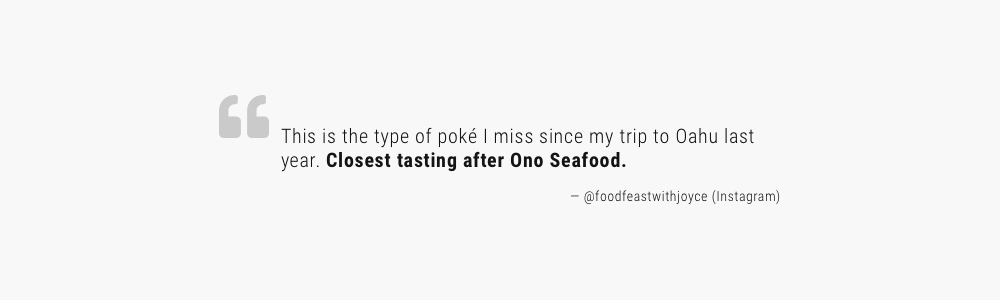 This is the type of poké I miss since my trip to Oahu last
year. Closest tasting after Ono Seafood.
— @foodfeastwithjoyce (Instagram)